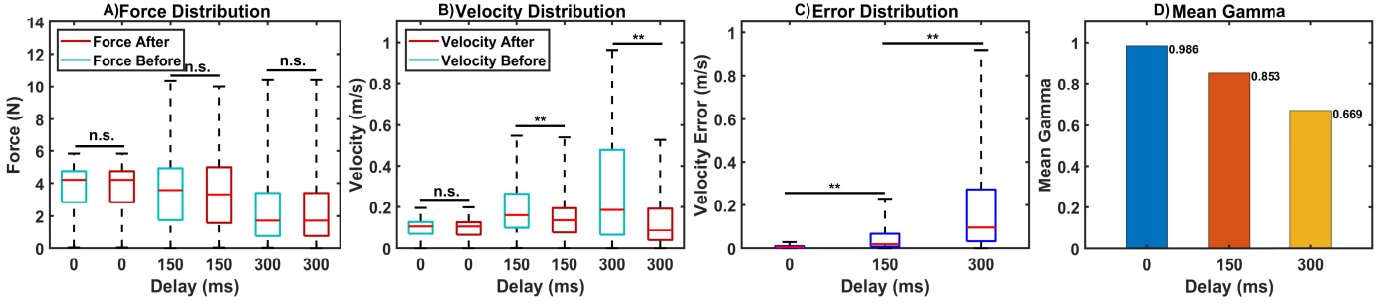 A)Force Distribution
14
12
10
8
6
4
2
0
Force (N)
Force After
Force Before
n.s.
n.s.
n.s.
0 0 150 150 300 300
Delay (ms)
B)Velocity Distribution
1
0.8
0.6
0.4
0.2
0
Velocity (m/s)
Velocity After
Velocity Before
n.s.
**
**
0 0 150 150 300 300
Delay (ms)
C)Error Distribution
1
0.8
0.6
0.4
0.2
0
Velocity Error (m/s)
**
**
0 150 300
Delay (ms)
D)Mean Gamma
1
0.8
0.6
0.4
0.2
0
Mean Gamma
0.986
0.853
0.669
0 150 300
Delay (ms)